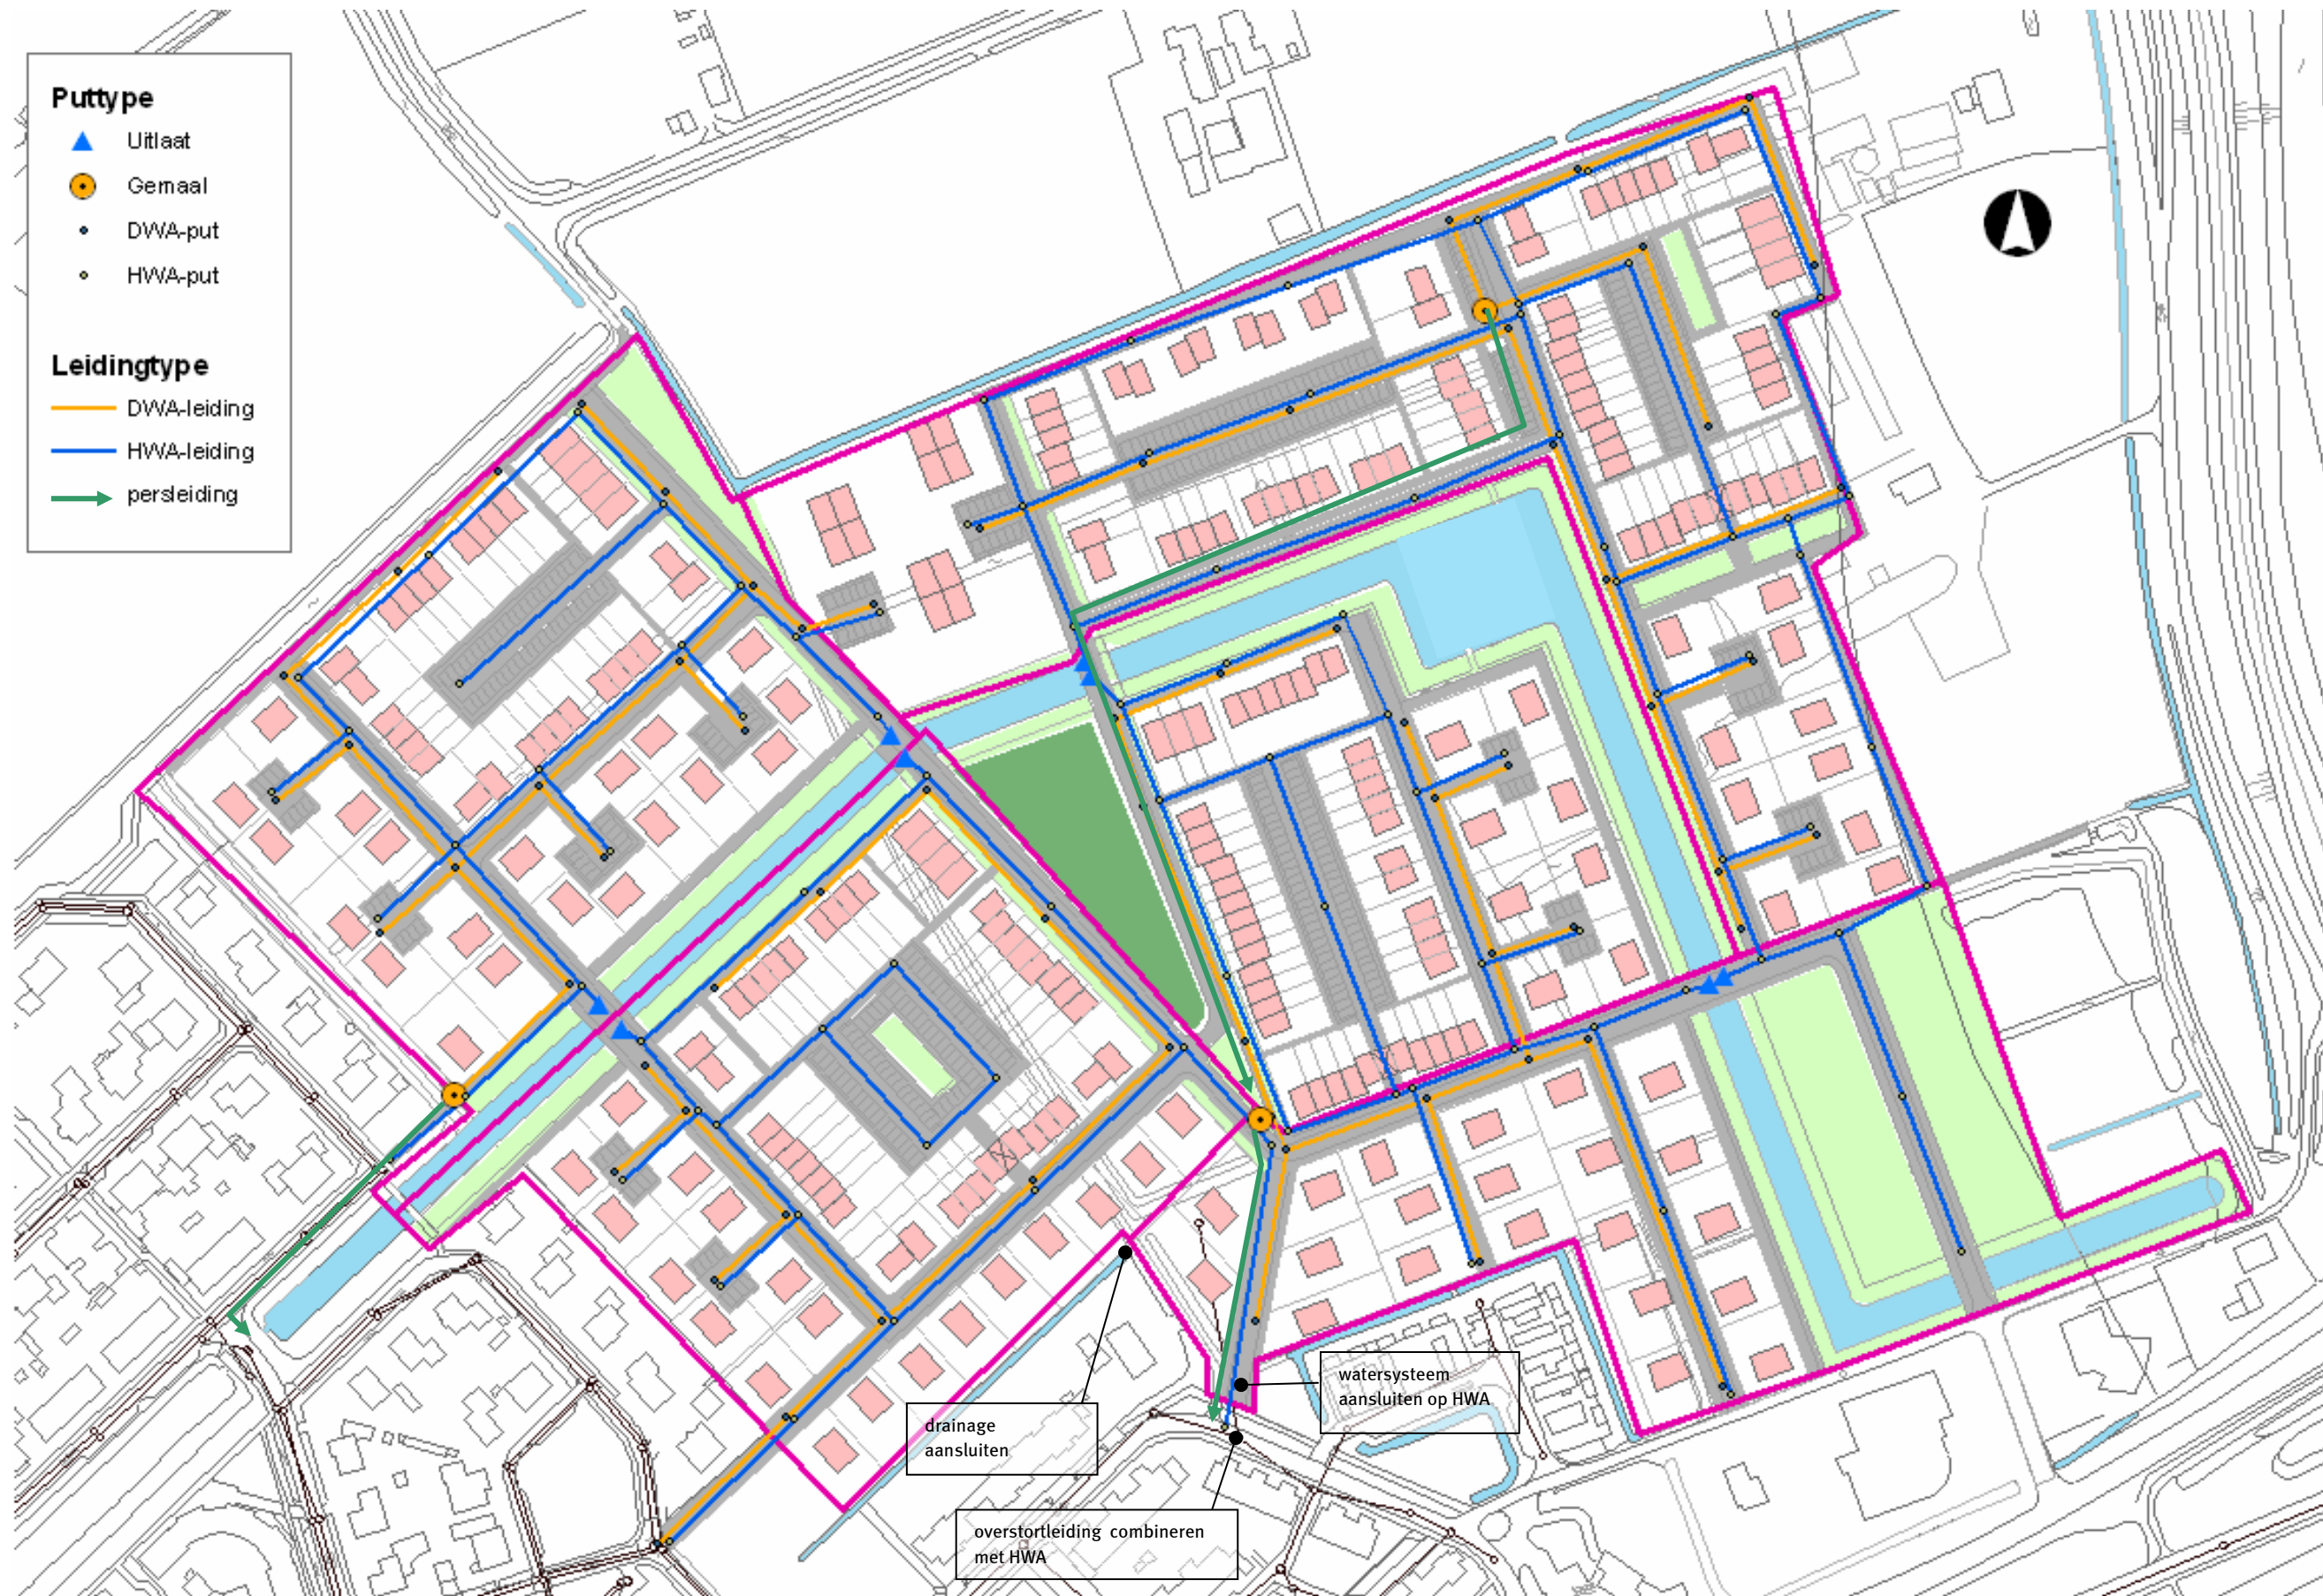 Puttype
Uitlaat
Gemaal
DWA-put
HWA-put
Leidingtype
DWA-leiding
HWA-leiding
persleiding
watersysteem
aansluiten op HWA
drainage
aansluiten
overstortleiding combineren
met HWA